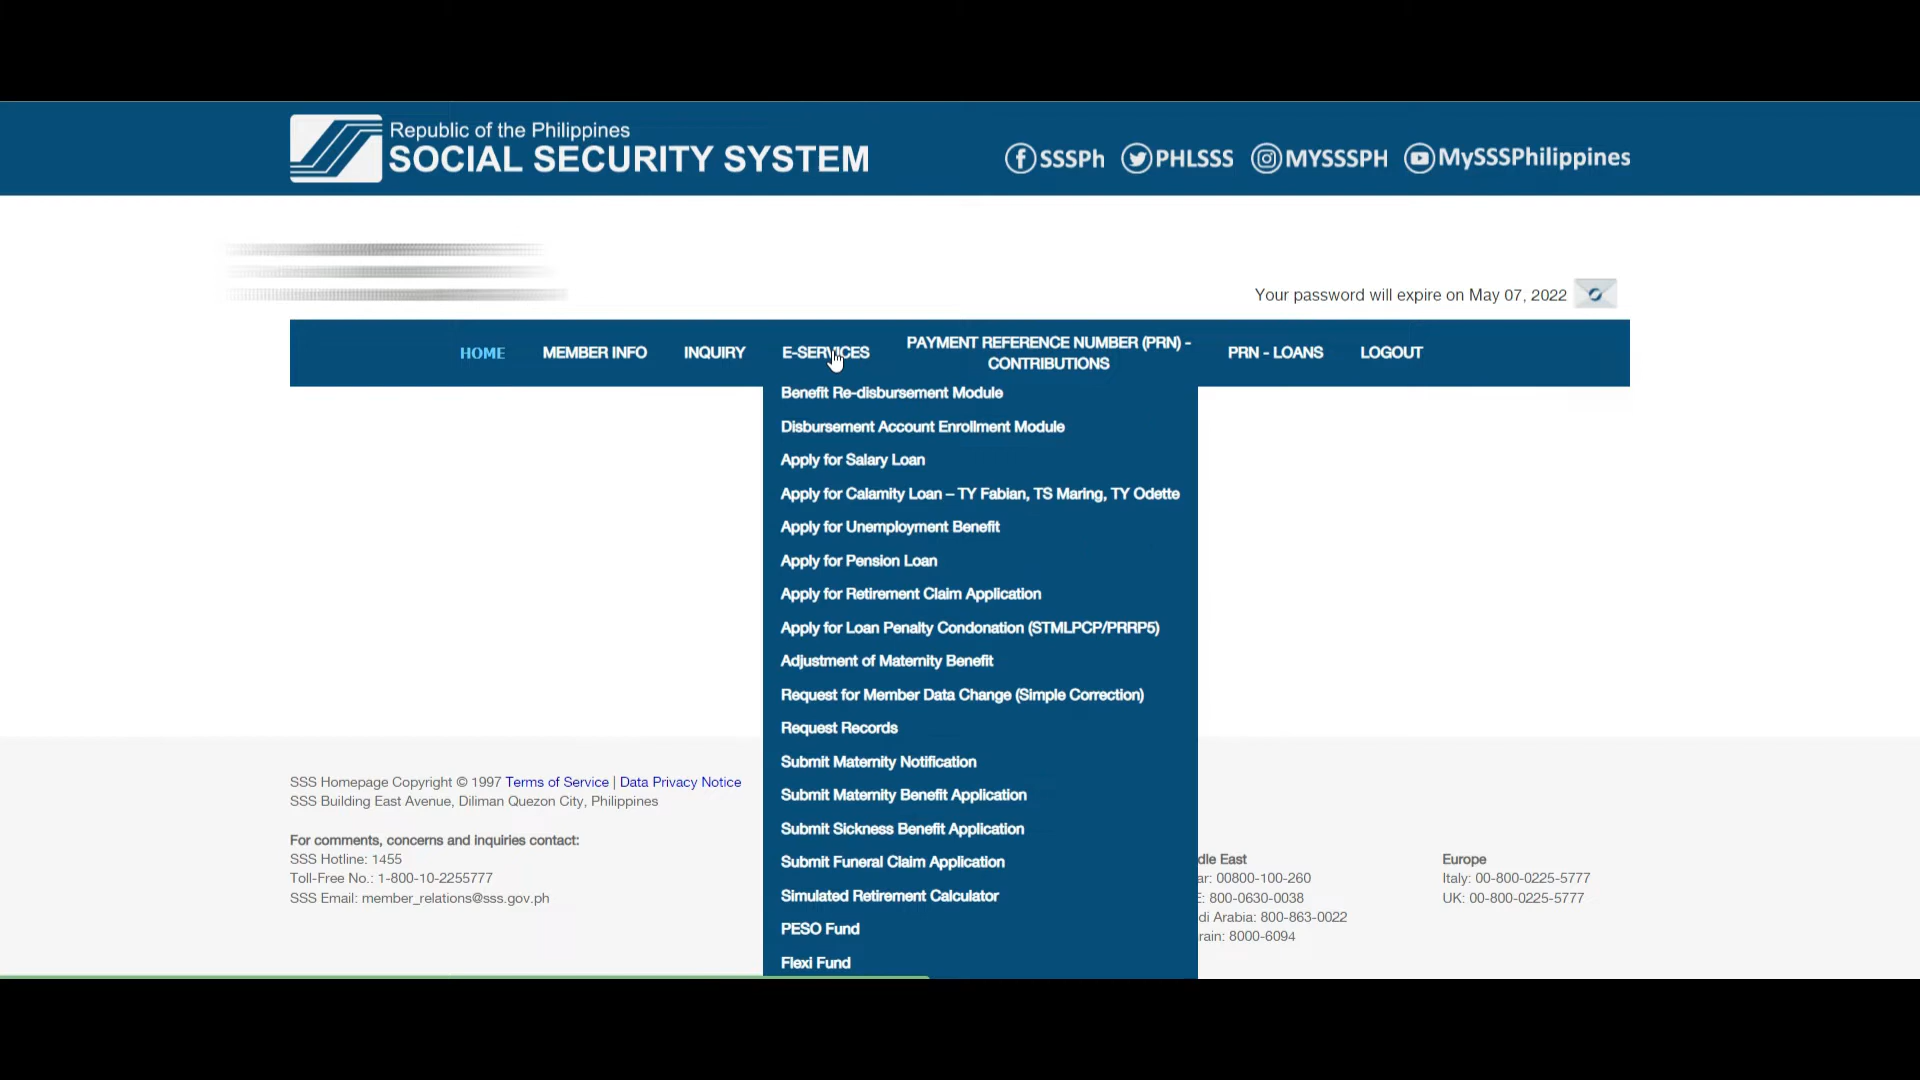 Republic of the Philippines
SOCIAL SECURITY SYSTEM
SSSPh PHLSSS MYSSSPH MySSSPhilippines
Your password will expire on May 07, 2022
HOME MEMBER INFO INQUIRY E-SERVICES PAYMENT REFERENCE NUMBER (PRN) - CONTRIBUTIONS PRN - LOANS LOGOUT
Benefit Re-disbursement Module
Disbursement Account Enrollment Module
Apply for Salary Loan
Apply for Calamity Loan – TY Fabian, TS Maring, TY Odette
Apply for Unemployment Benefit
Apply for Pension Loan
Apply for Retirement Claim Application
Apply for Loan Penalty Condonation (STMLPCP/PRRP5)
Adjustment of Maternity Benefit
Request for Member Data Change (Simple Correction)
Request Records
Submit Maternity Notification
Submit Maternity Benefit Application
Submit Sickness Benefit Application
Submit Funeral Claim Application
Simulated Retirement Calculator
PESO Fund
Flexi Fund
SSS Homepage Copyright © 1997 Terms of Service | Data Privacy Notice
SSS Building East Avenue, Diliman Quezon City, Philippines
For comments, concerns and inquiries contact:
SSS Hotline: 1455
Toll-Free No.: 1-800-10-2255777
SSS Email: member_relations@sss.gov.ph
dle East
ar: 00800-100-260
E: 800-0630-0038
di Arabia: 800-863-0022
rain: 8000-6094
Europe
Italy: 00-800-0225-5777
UK: 00-800-0225-5777